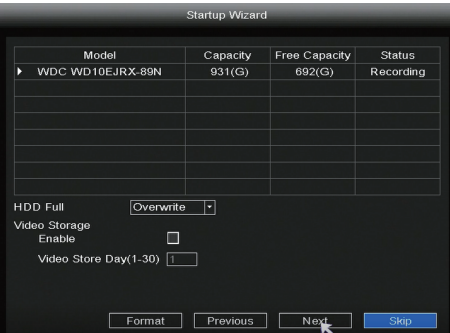 Startup Wizard
Model Capacity Free Capacity Status
WDC WD10EJRX-89N 931(G) 692(G) Recording
HDD Full Overwrite
Video Storage
Enable
Video Store Day(1-30) 1
Format Previous Next Skip